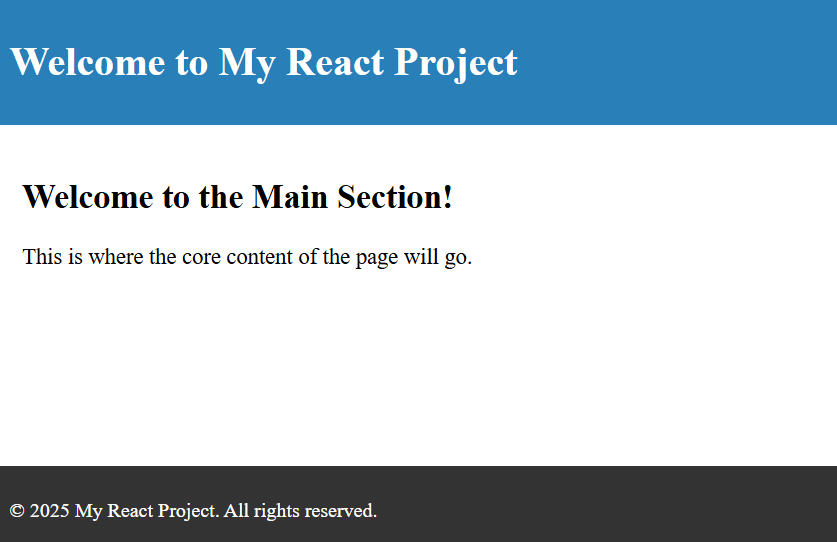 Welcome to My React Project
Welcome to the Main Section!
This is where the core content of the page will go.
© 2025 My React Project. All rights reserved.